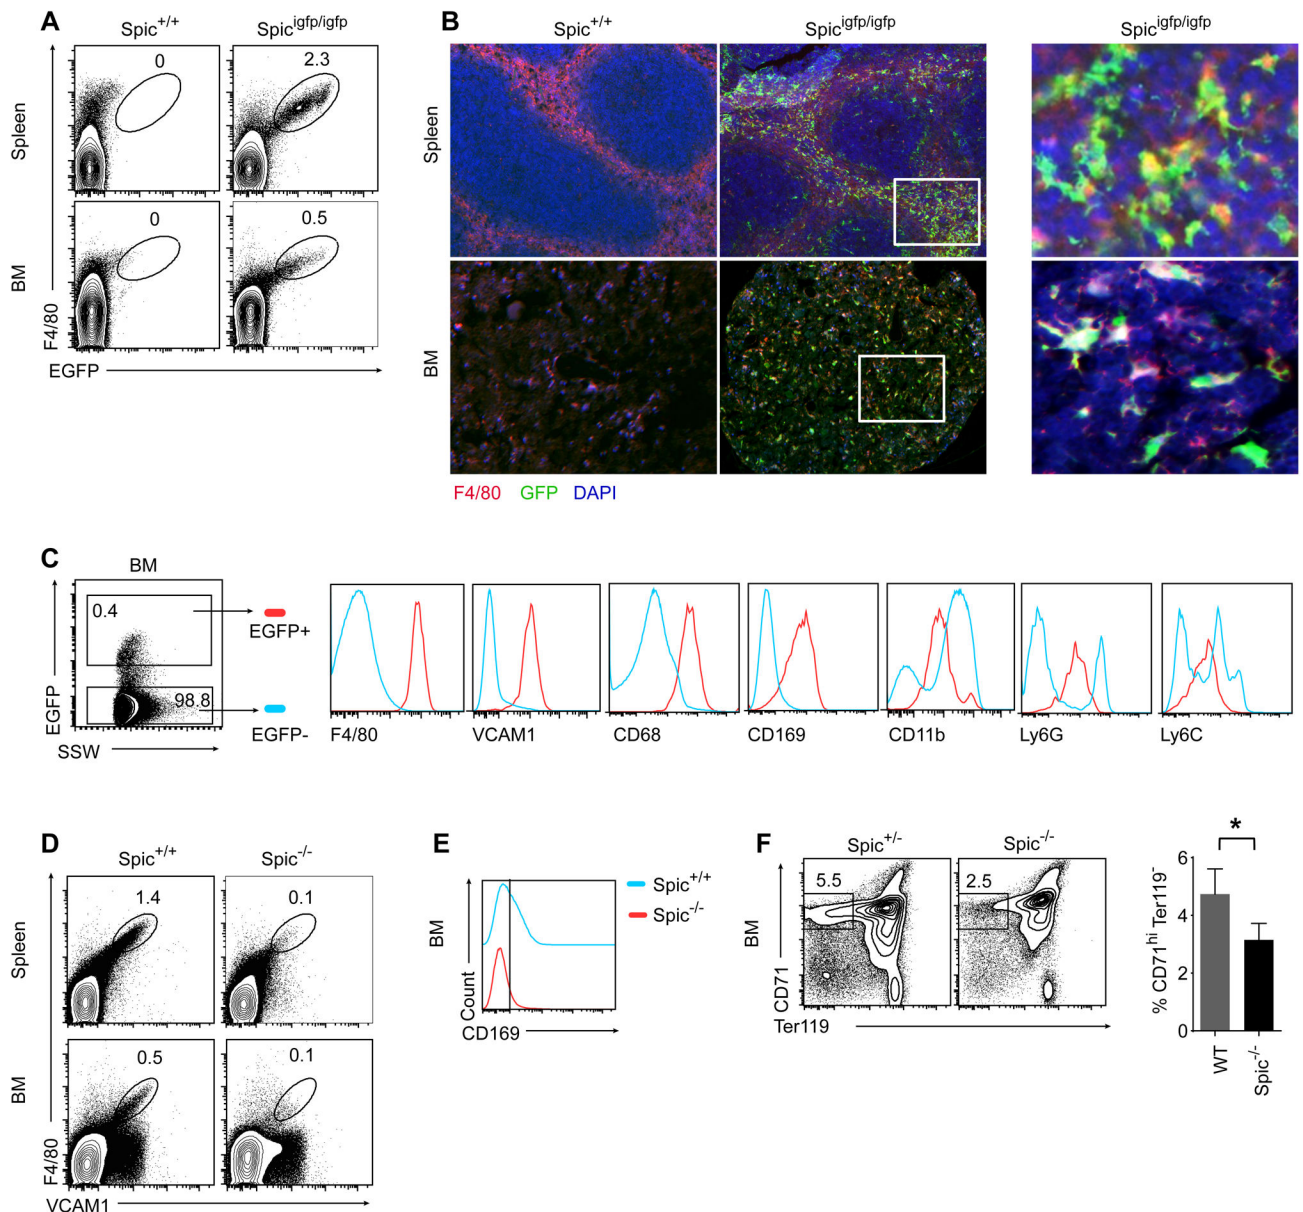 A
Spic+/+
Spicigfp/igfp
Spleen
0
2.3
BM
0
0.5
F4/80
EGFP
B
Spic+/+
Spicigfp/igfp
Spicigfp/igfp
Spleen
BM
F4/80 GFP DAPI
C
BM
0.4
98.8
EGFP
SSW
EGFP+
EGFP-
F4/80
VCAM1
CD68
CD169
CD11b
Ly6G
Ly6C
D
Spic+/+
Spic-/-
Spleen
1.4
0.1
BM
0.5
0.1
F4/80
VCAM1
E
BM
Count
CD169
Spic+/+
Spic-/-
F
Spic+/-
Spic-/-
BM
5.5
2.5
CD71
Ter119
*
% CD71hi Ter119-
6
4
2
0
WT
Spic-/-